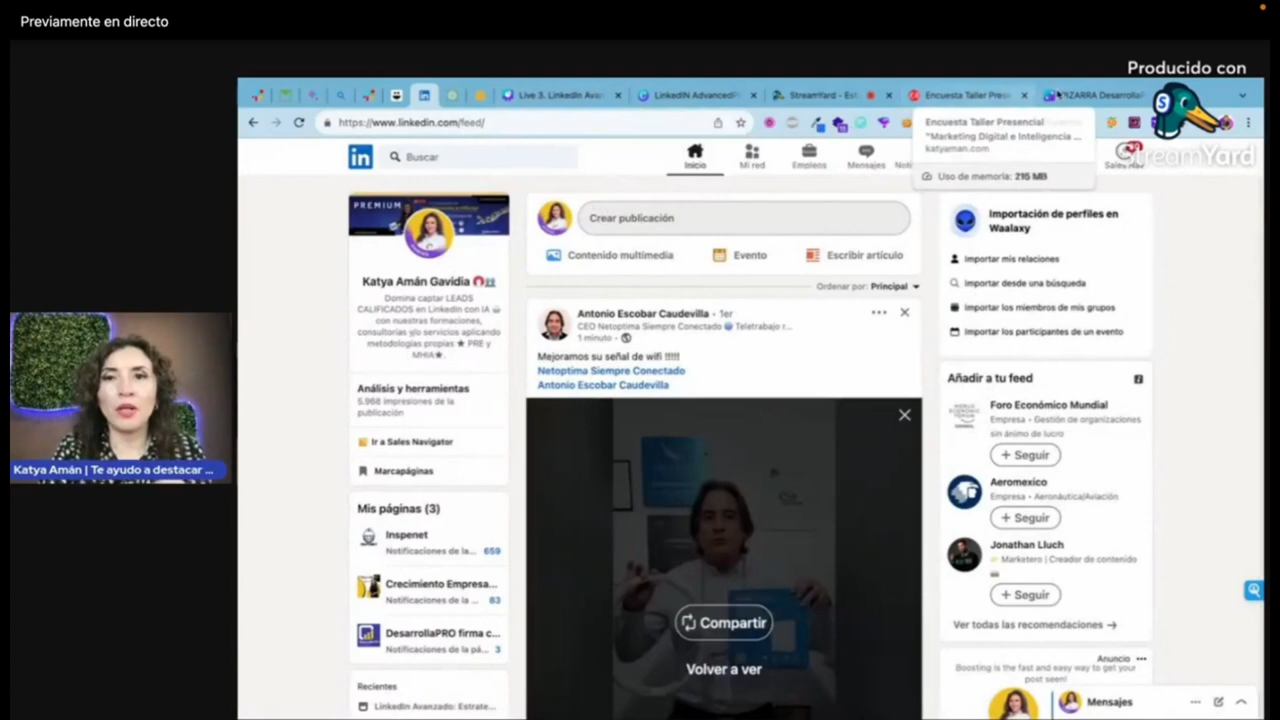 Previamente en directo
Producido con
StreamYard
Live 3. LinkedIn Avan
LinkedIN AdvancedP
StreamYard - Est
Encuesta Taller Prese
IZARRA Desarrolla
https://www.linkedin.com/feed/
Encuesta Taller Presencial
"Marketing Digital e Inteligencia ...
katyaman.com
Uso de memoria: 215 MB
Buscar
Inicio
Mi red
Empleos
Mensajes
PREMIUM
Katya Amán Gavidia
Domina captar LEADS
CALIFICADOS en Linkedin con IA
con nuestras formaciones,
consultorías y/o servicios aplicando
metodologías propias ★ PRE y
MHIA★.
Análisis y herramientas
5.968 impresiones de la
publicación
Ir a Sales Navigator
Marcapáginas
Mis páginas (3)
Inspenet
Notificaciones de la... 659
Crecimiento Empresa...
Notificaciones de la ... 83
DesarrollaPRO firma c...
Notificaciones de la pá... 3
Recientes
LinkedIn Avanzado: Estrate...
Crear publicación
Contenido multimedia
Evento
Escribir artículo
Ordenar por: Principal
Antonio Escobar Caudevilla · 1er
CEO Netoptima Siempre Conectado Teletrabajo r...
1 minuto ·
Mejoramos su señal de wifi !!!!!
Netoptima Siempre Conectado
Antonio Escobar Caudevilla
Compartir
Volver a ver
Importación de perfiles en
Waalaxy
Importar mis relaciones
Importar desde una búsqueda
Importar los miembros de mis grupos
Importar los participantes de un evento
Añadir a tu feed
Foro Económico Mundial
Empresa • Gestión de organizaciones
sin ánimo de lucro
+ Seguir
Aeromexico
Empresa • Aeronáutica/Aviación
+ Seguir
Jonathan Lluch
Marketero | Creador de contenido
+ Seguir
Ver todas las recomendaciones →
Anuncio •••
Boosting is the fast and easy way to get your
post seen!
Mensajes
Katya Amán | Te ayudo a destacar ...